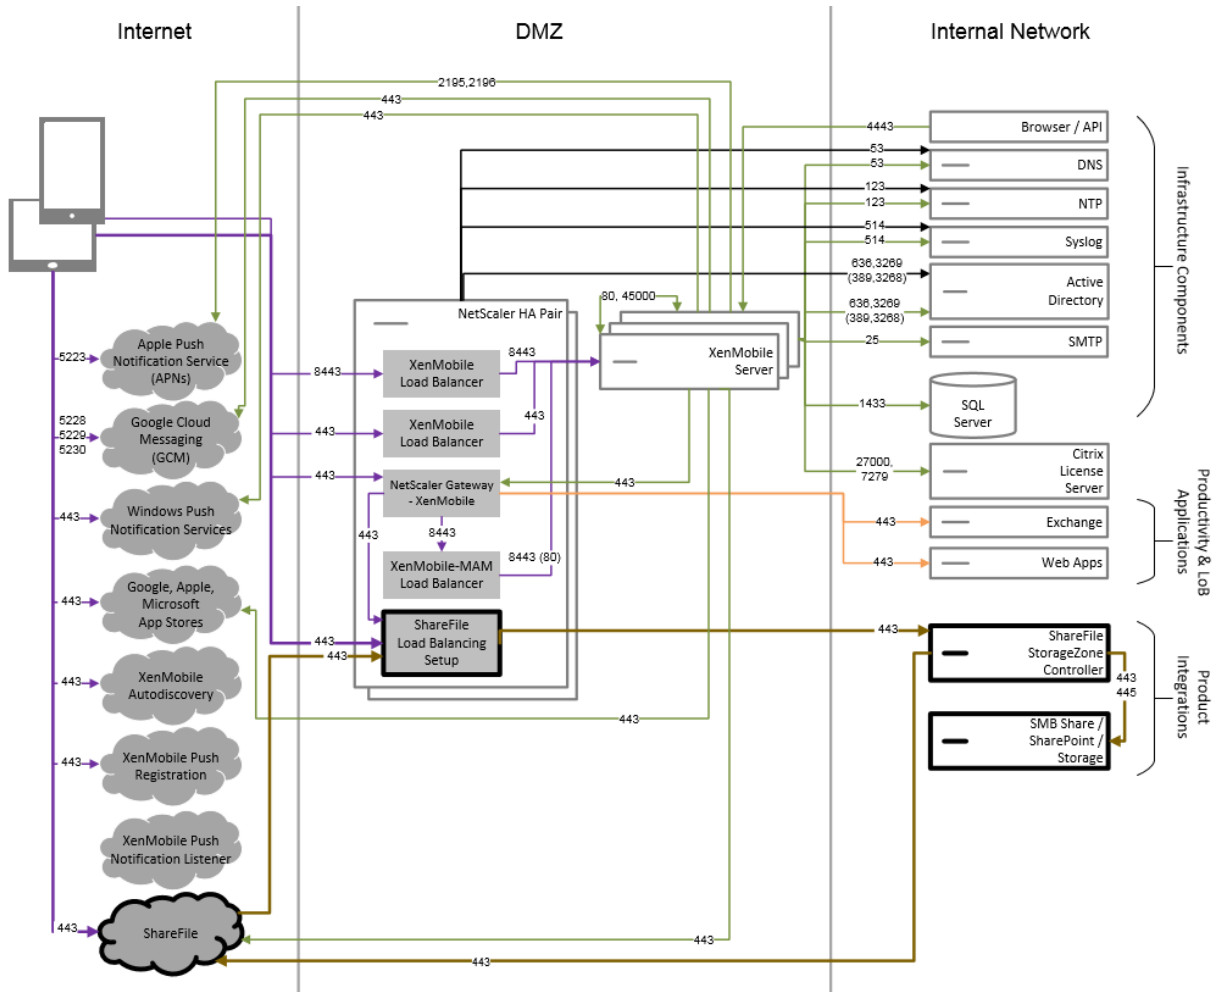 Internet
DMZ
Internal Network
2195,2196
443
443
4443
Browser / API
53
53
DNS
123
123
NTP
514
514
Syslog
636,3269
(389,3268)
636,3269
(389,3268)
Active
Directory
25
SMTP
1433
SQL
Server
27000,
7279
Citrix
License
Server
443
Exchange
443
Web Apps
443
ShareFile
StorageZone
Controller
443
445
SMB Share /
SharePoint /
Storage
Infrastructure Components
Productivity & LoB
Applications
Product
Integrations
NetScaler HA Pair
80, 45000
XenMobile
Server
8443
XenMobile
Load Balancer
8443
443
XenMobile
Load Balancer
443
443
NetScaler Gateway
- XenMobile
443
443
8443
XenMobile-MAM
Load Balancer
8443 (80)
443
443
ShareFile
Load Balancing
Setup
443
443
443
5223
Apple Push
Notification Service
(APNs)
5228
5229
5230
Google Cloud
Messaging
(GCM)
443
Windows Push
Notification Services
443
Google, Apple,
Microsoft
App Stores
443
XenMobile
Autodiscovery
443
XenMobile Push
Registration
XenMobile Push
Notification Listener
443
ShareFile